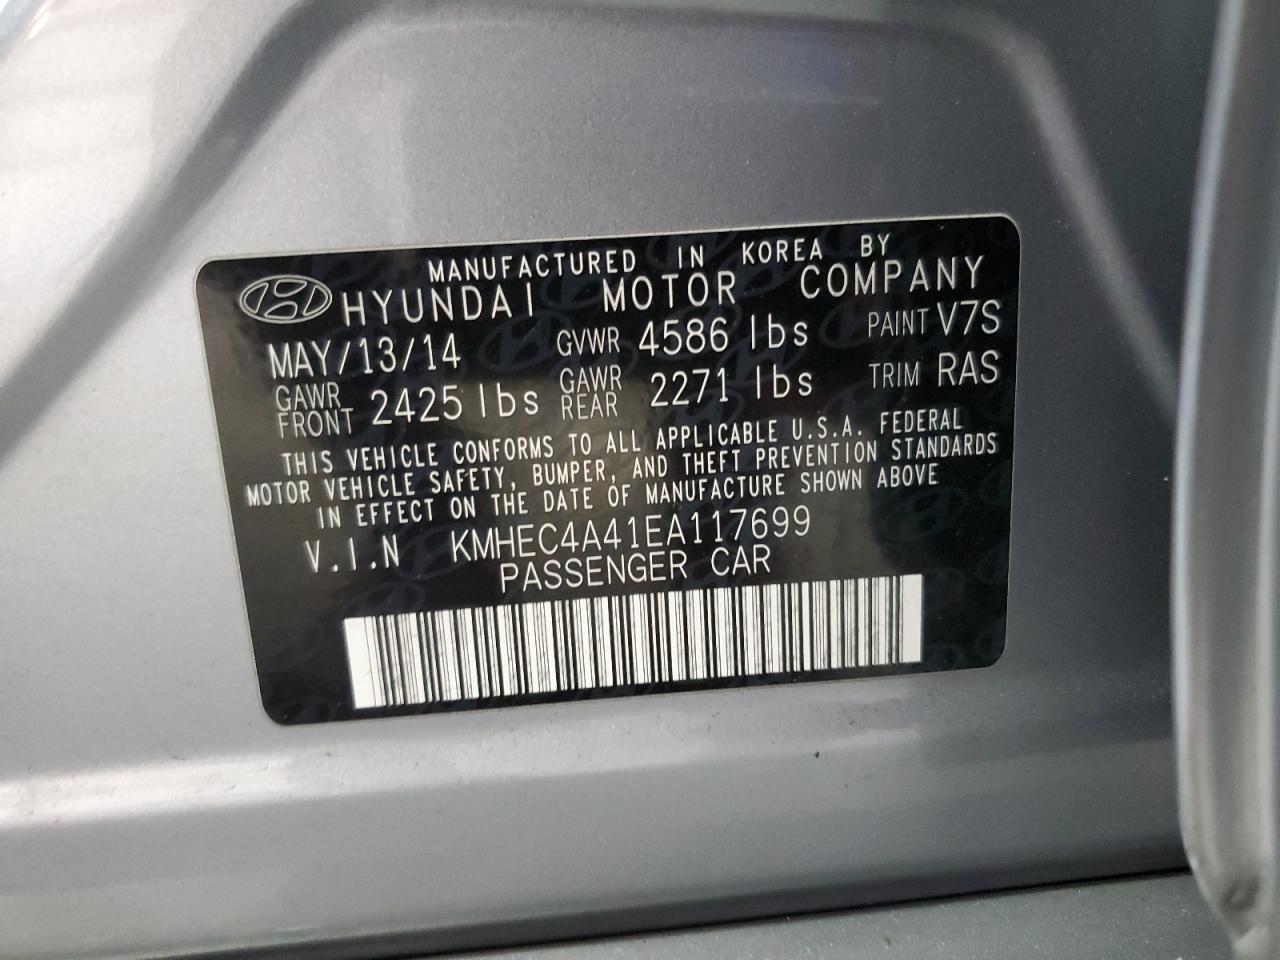 MANUFACTURED IN KOREA BY
HYUNDAI MOTOR COMPANY
MAY/13/14 GVWR 4586 lbs PAINT V7S
GAWR FRONT 2425 lbs GAWR REAR 2271 lbs TRIM RAS
THIS VEHICLE CONFORMS TO ALL APPLICABLE U.S.A. FEDERAL
MOTOR VEHICLE SAFETY, BUMPER, AND THEFT PREVENTION STANDARDS
IN EFFECT ON THE DATE OF MANUFACTURE SHOWN ABOVE
V.I.N KMHEC4A41EA117699
PASSENGER CAR